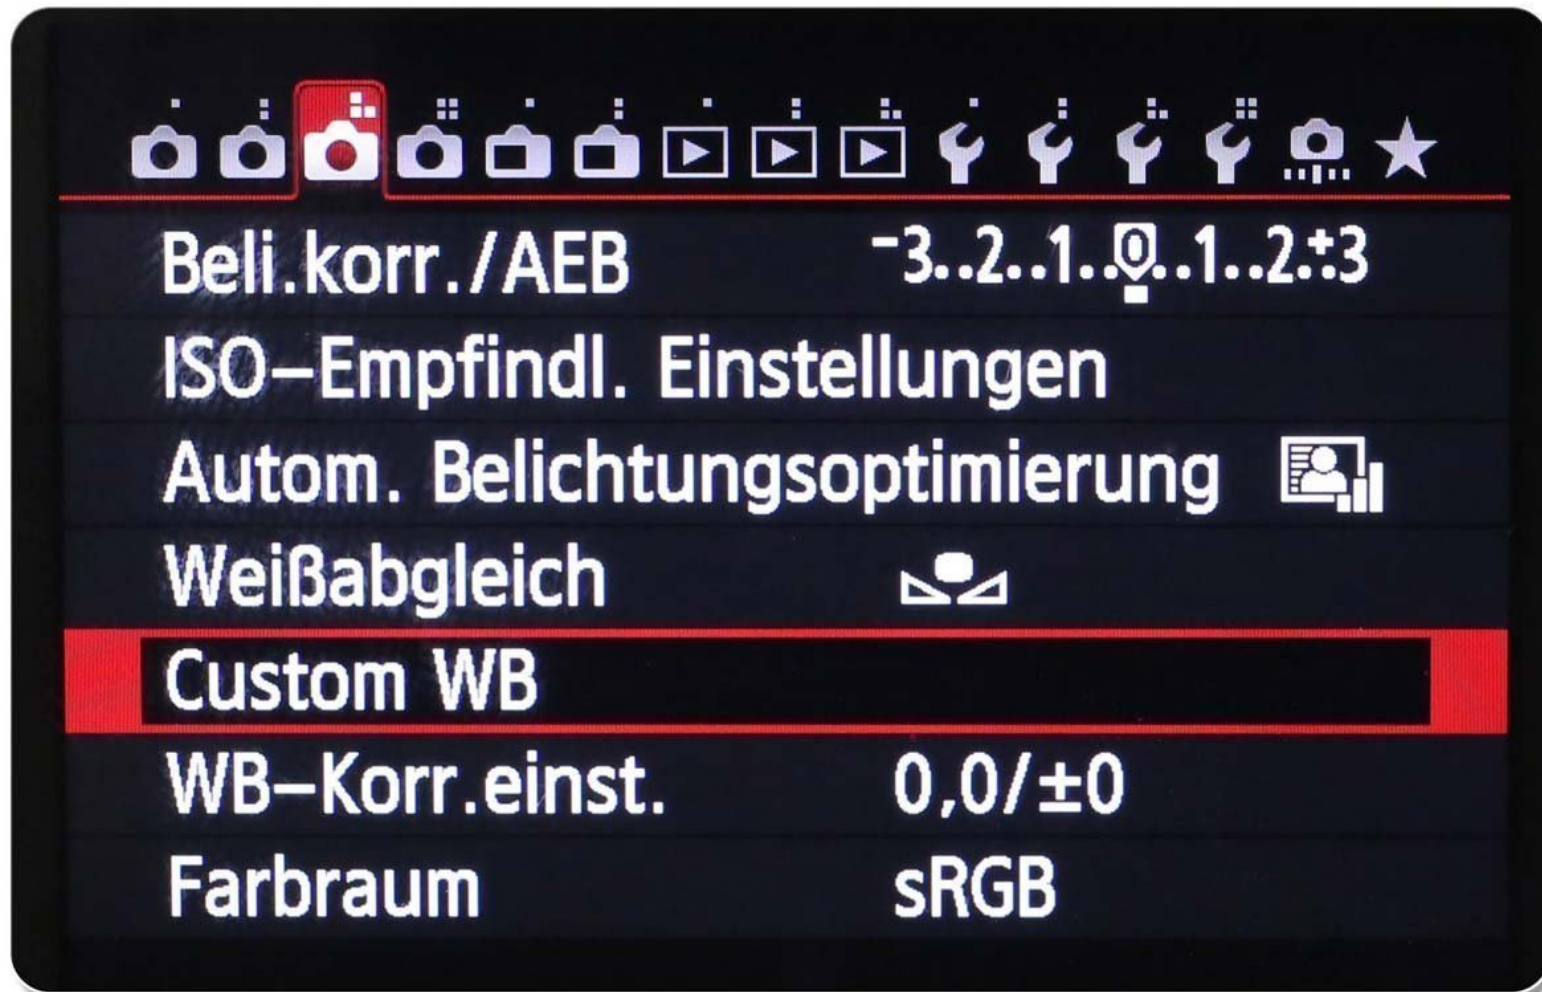 Beli.korr./AEB -3..2..1..0..1..2.+.3
ISO–Empfindl. Einstellungen
Autom. Belichtungsoptimierung
Weißabgleich
Custom WB
WB–Korr.einst. 0,0/±0
Farbraum sRGB